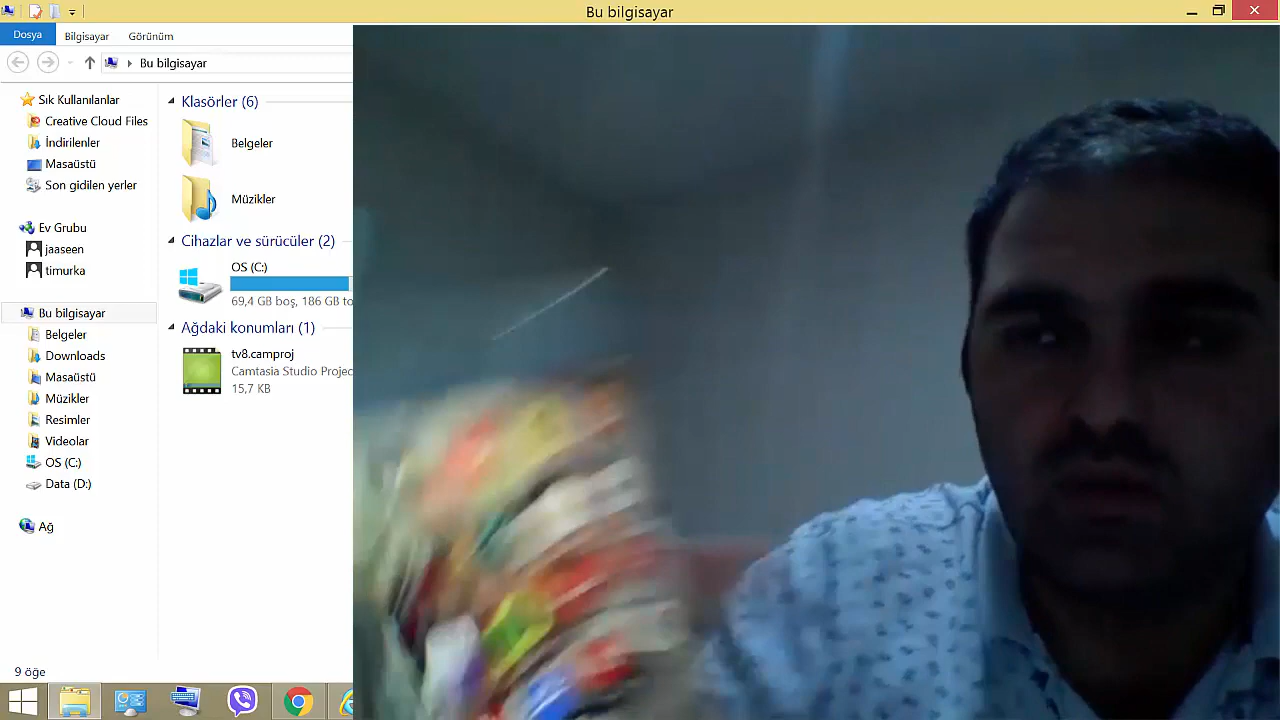 Bu bilgisayar
Dosya
Bilgisayar
Görünüm
Bu bilgisayar
Sık Kullanılanlar
Creative Cloud Files
İndirilenler
Masaüstü
Son gidilen yerler
Ev Grubu
jaaseen
timurka
Bu bilgisayar
Belgeler
Downloads
Masaüstü
Müzikler
Resimler
Videolar
OS (C:)
Data (D:)
Ağ
Klasörler (6)
Belgeler
Müzikler
Cihazlar ve sürücüler (2)
OS (C:)
69,4 GB boş, 186 GB to
Ağdaki konumları (1)
tv8.camproj
Camtasia Studio Projec
15,7 KB
9 öğe